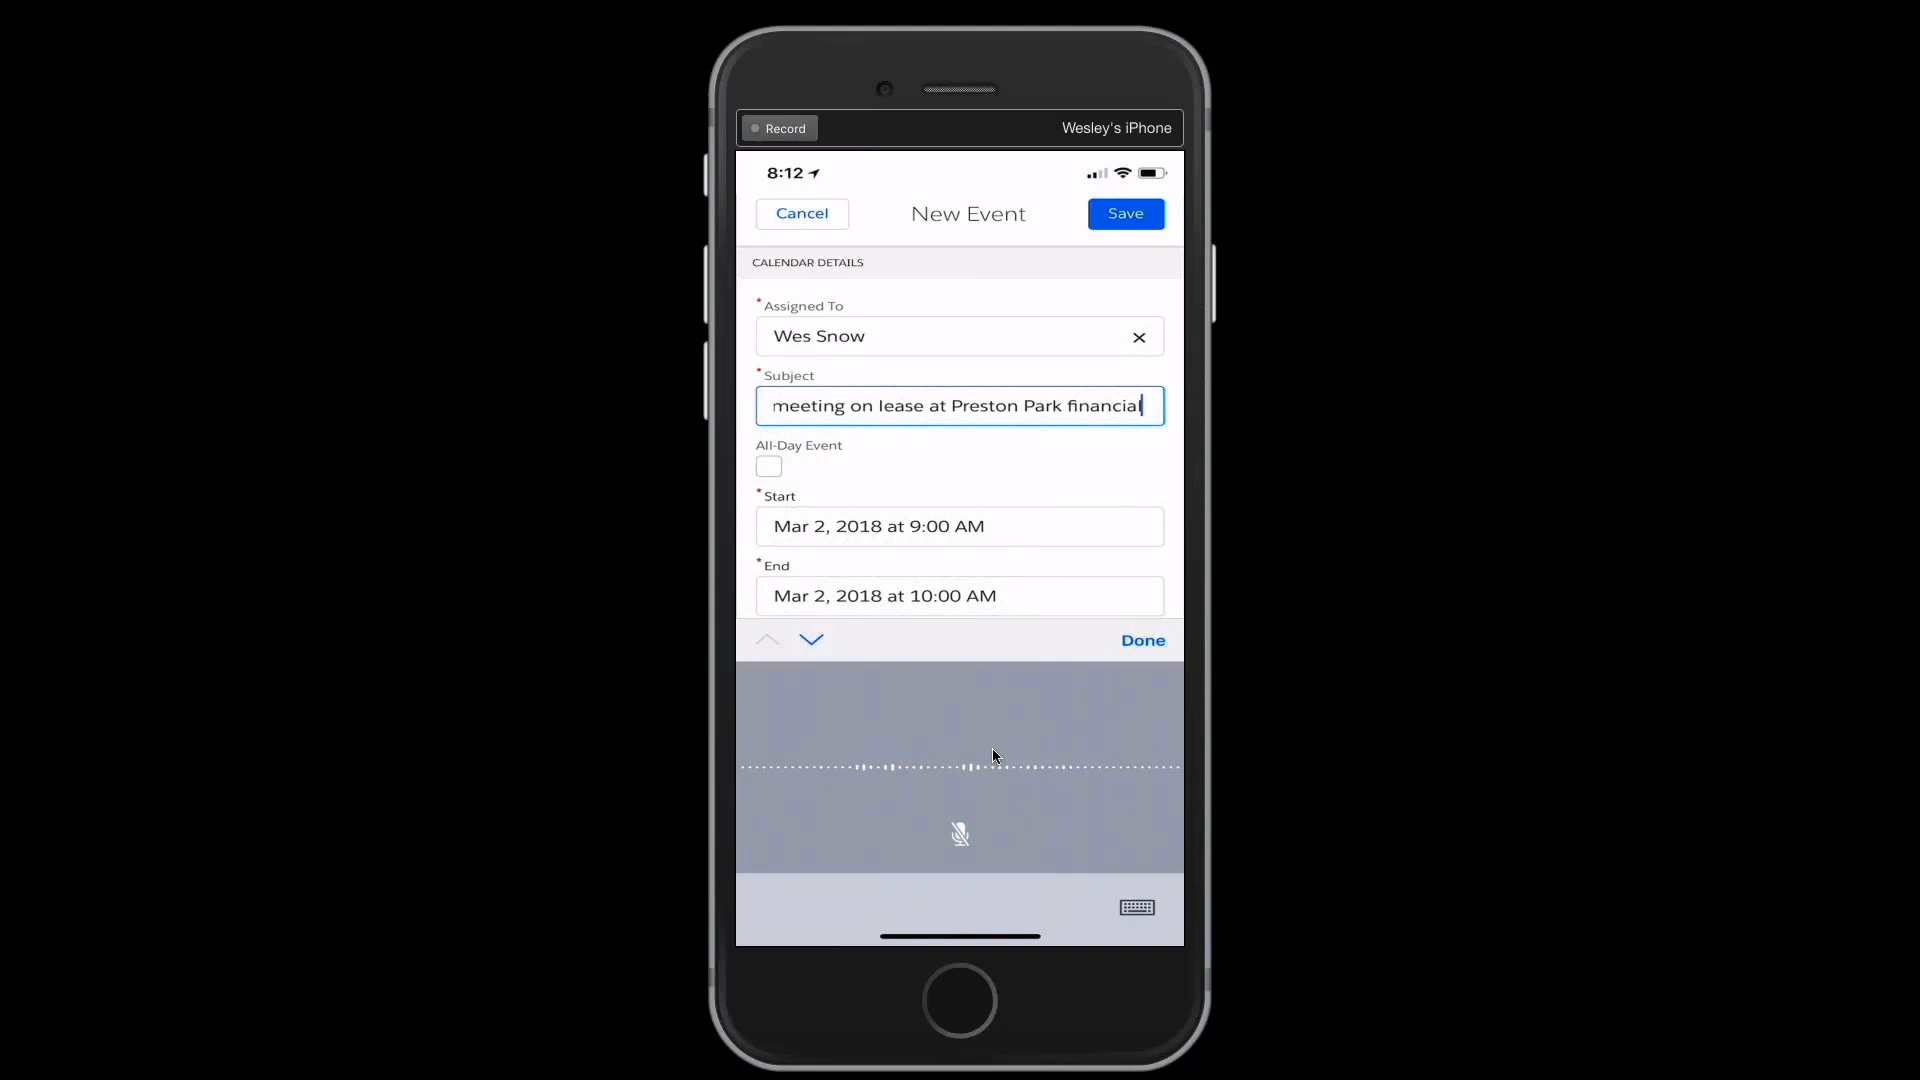 Record
Wesley's iPhone
8:12
Cancel
New Event
Save
CALENDAR DETAILS
* Assigned To
Wes Snow
* Subject
meeting on lease at Preston Park financial
All-Day Event
* Start
Mar 2, 2018 at 9:00 AM
* End
Mar 2, 2018 at 10:00 AM
Done